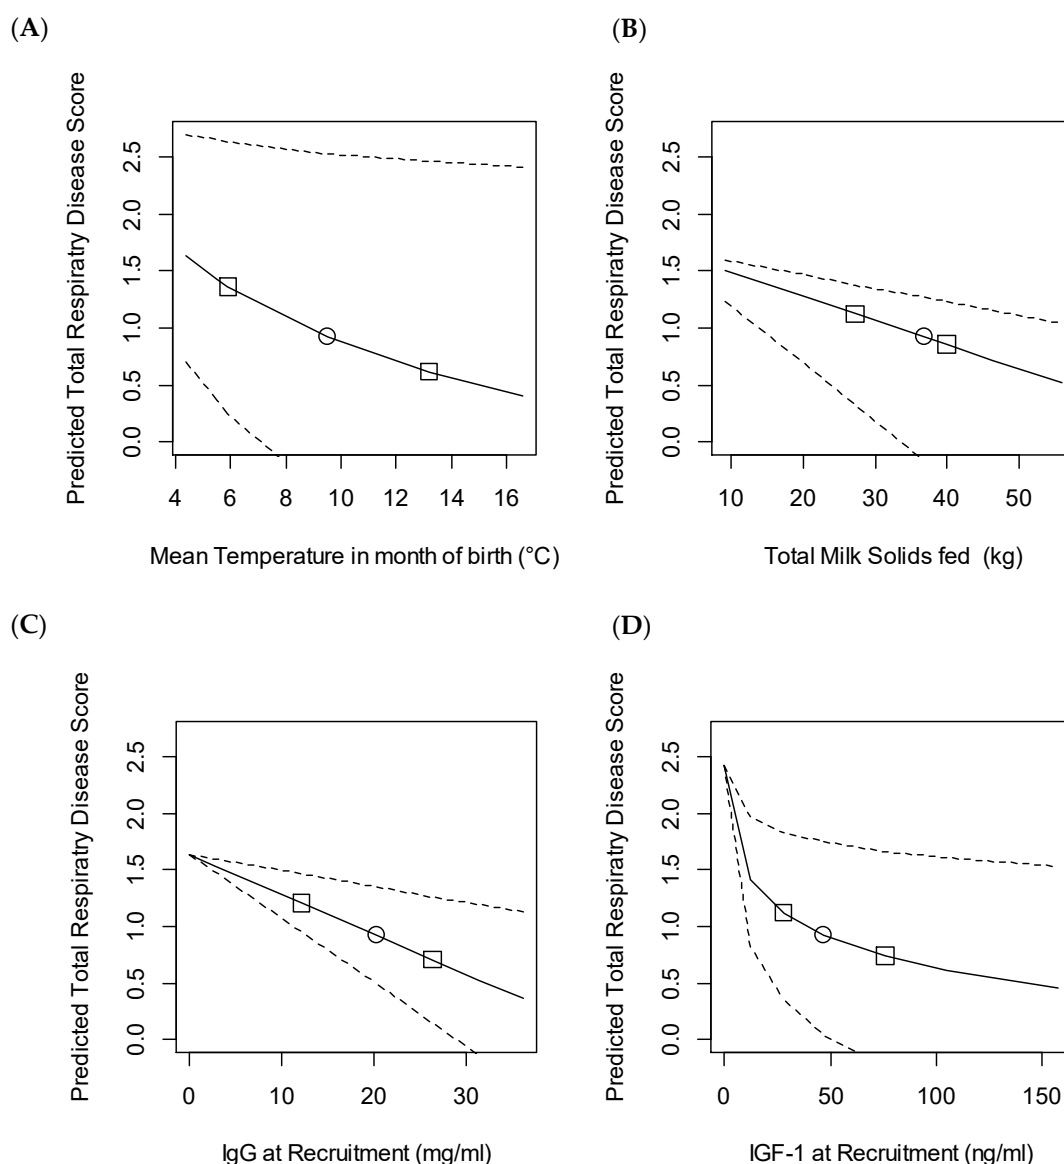 (A)
Predicted Total Respiratry Disease Score
0.0 0.5 1.0 1.5 2.0 2.5
4 6 8 10 12 14 16
Mean Temperature in month of birth (°C)
(B)
Predicted Total Respiratry Disease Score
0.0 0.5 1.0 1.5 2.0 2.5
10 20 30 40 50
Total Milk Solids fed (kg)
(C)
Predicted Total Respiratry Disease Score
0.0 0.5 1.0 1.5 2.0 2.5
0 10 20 30
IgG at Recruitment (mg/ml)
(D)
Predicted Total Respiratry Disease Score
0.0 0.5 1.0 1.5 2.0 2.5
0 50 100 150
IGF-1 at Recruitment (ng/ml)